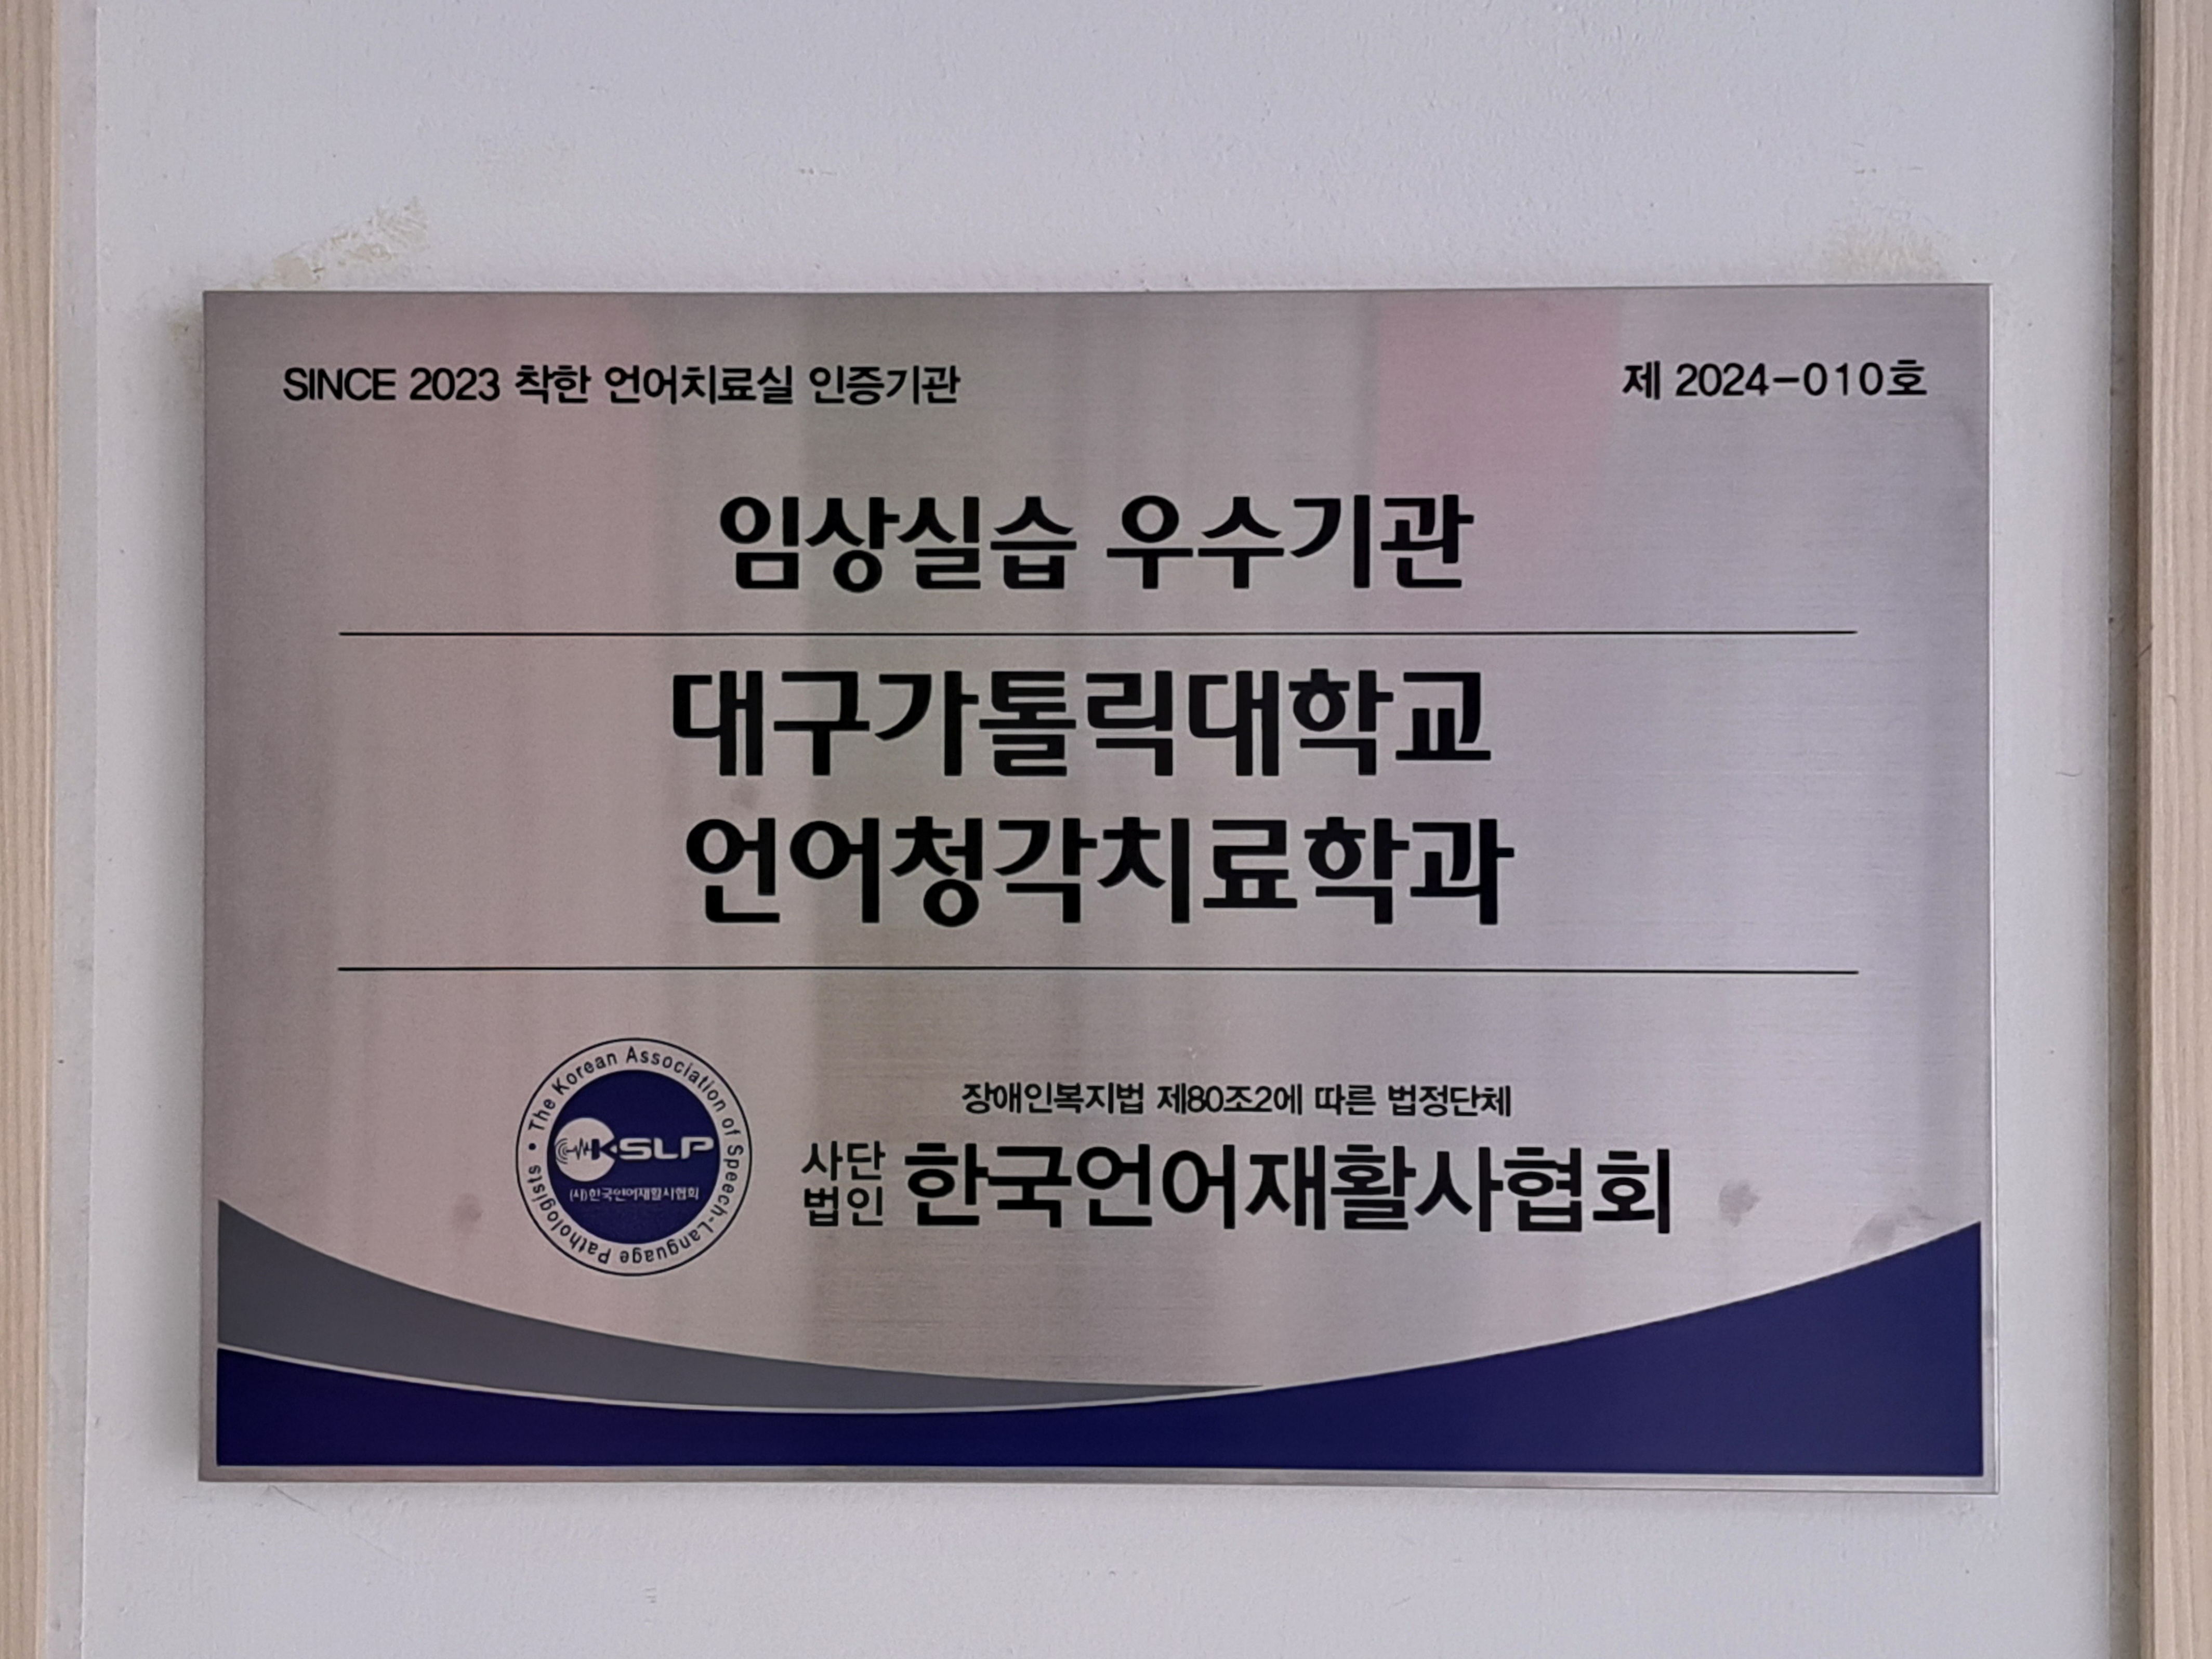 SINCE 2023 착한 언어치료실 인증기관
제 2024-010호
임상실습 우수기관
대구가톨릭대학교
언어청각치료학과
The Korean Association of Speech-Language Pathologists
K-SLP
(사)한국언어재활사협회
장애인복지법 제80조2에 따른 법정단체
사단법인 한국언어재활사협회